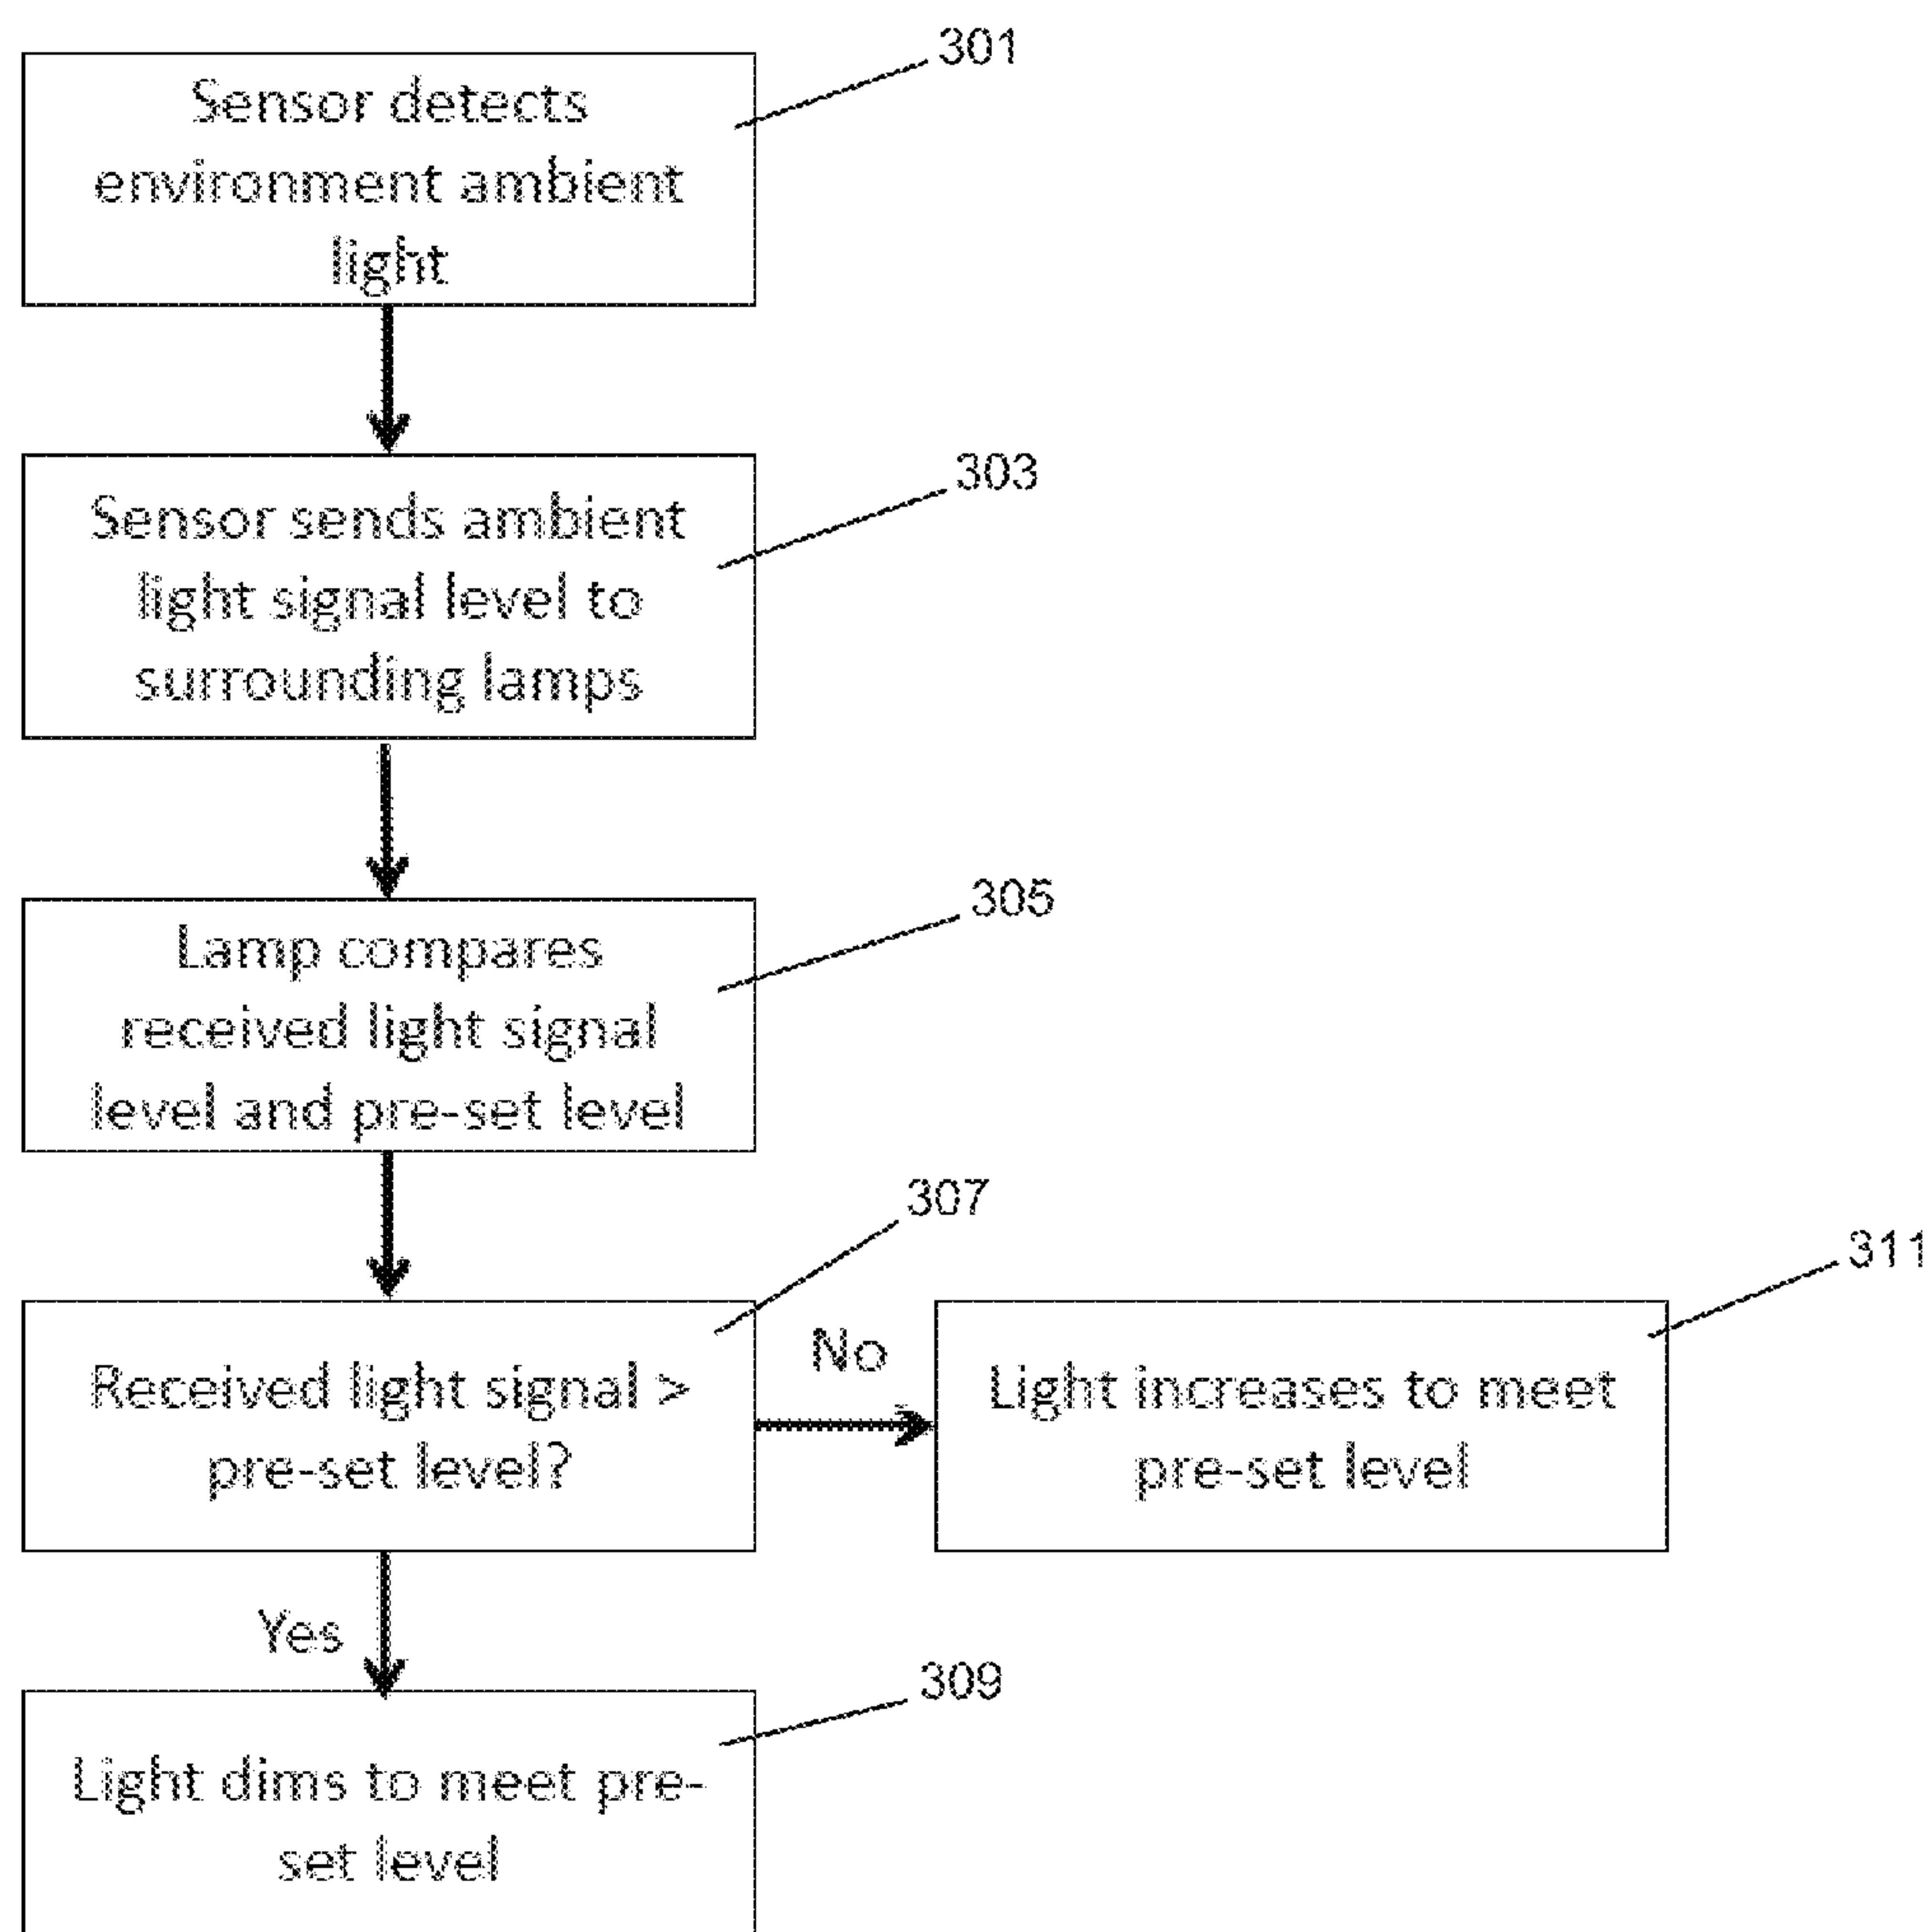 301
Sensor detects
environment ambient
light
303
Sensor sends ambient
light signal level to
surrounding lamps
305
Lamp compares
received light signal
level and pre-set level
307
Received light signal >
pre-set level?
No
311
Light increases to meet
pre-set level
Yes
309
Light dims to meet pre-
set level